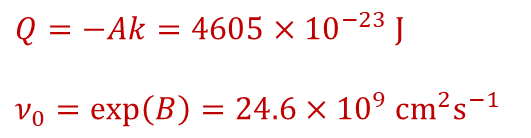 Q = −Ak = 4605 × 10⁻²³ J
ν₀ = exp(B) = 24.6 × 10⁹ cm²s⁻¹